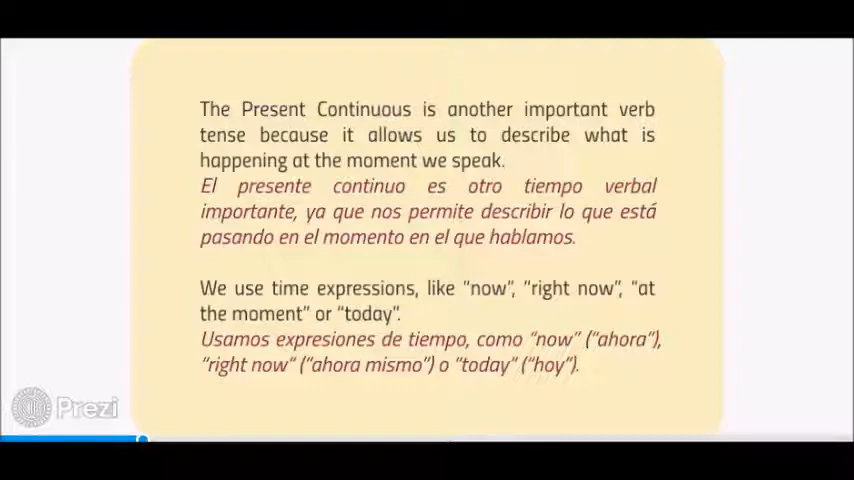 The Present Continuous is another important verb
tense because it allows us to describe what is
happening at the moment we speak.
El presente continuo es otro tiempo verbal
importante, ya que nos permite describir lo que está
pasando en el momento en el que hablamos.
We use time expressions, like “now”, “right now”, “at
the moment” or “today”.
Usamos expresiones de tiempo, como “now” (“ahora”),
“right now” (“ahora mismo”) o “today” (“hoy”).
Prezi